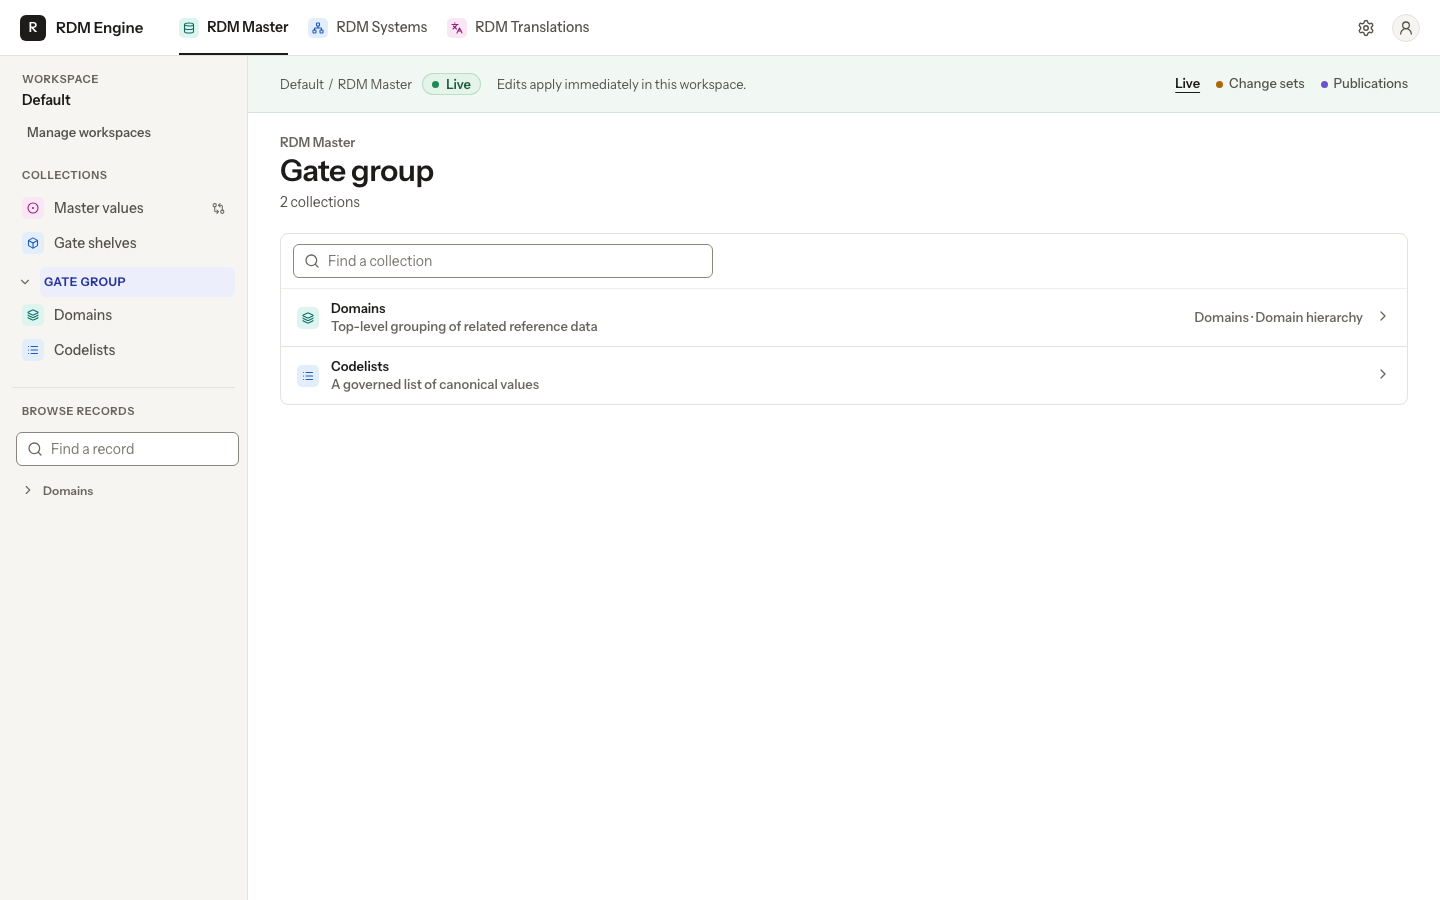 R RDM Engine RDM Master RDM Systems RDM Translations
WORKSPACE
Default
Manage workspaces
COLLECTIONS
Master values
Gate shelves
GATE GROUP
Domains
Codelists
BROWSE RECORDS
Find a record
Domains
Default / RDM Master Live Edits apply immediately in this workspace. Live Change sets Publications
RDM Master
Gate group
2 collections
Find a collection
Domains
Top-level grouping of related reference data
Domains · Domain hierarchy
Codelists
A governed list of canonical values